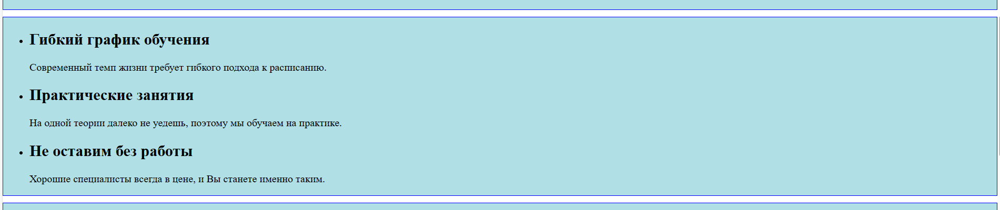 Гибкий график обучения
Современный темп жизни требует гибкого подхода к расписанию.
Практические занятия
На одной теории далеко не уедешь, поэтому мы обучаем на практике.
Не оставим без работы
Хорошие специалисты всегда в цене, и Вы станете именно таким.